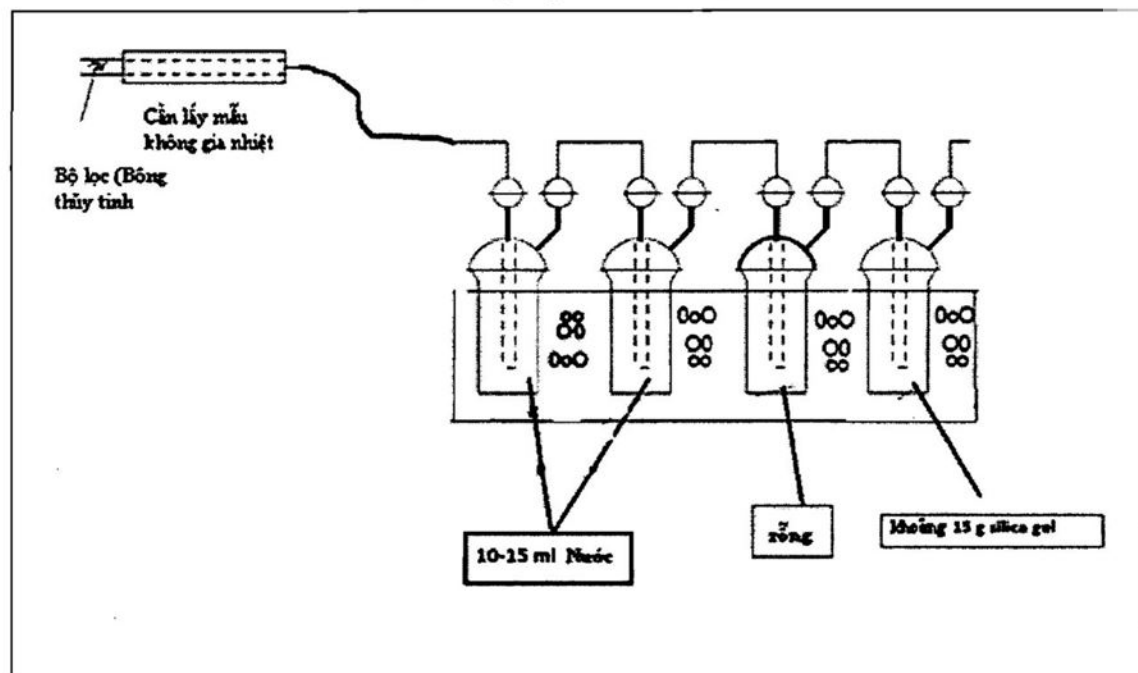 Cần lấy mẫu
không gia nhiệt
Bộ lọc (Bông
thủy tinh
10-15 ml Nước
rỗng
khoảng 15 g silica gel